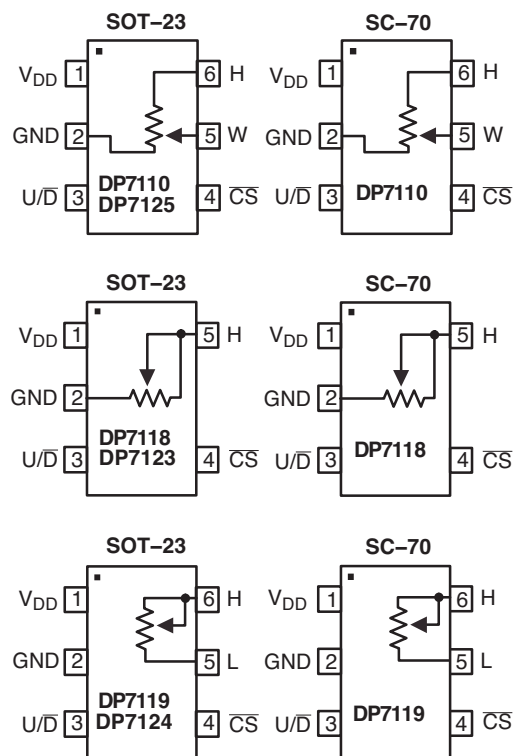 SOT–23 SC–70
V_DD 1 6 H V_DD 1 6 H
GND 2 5 W GND 2 5 W
U/D̅ 3 DP7110 4 C̅S̅ U/D̅ 3 DP7110 4 C̅S̅
DP7125
SOT–23 SC–70
V_DD 1 5 H V_DD 1 5 H
GND 2 GND 2
DP7118
U/D̅ 3 DP7123 4 C̅S̅ U/D̅ 3 DP7118 4 C̅S̅
SOT–23 SC–70
V_DD 1 6 H V_DD 1 6 H
GND 2 5 L GND 2 5 L
DP7119
U/D̅ 3 DP7124 4 C̅S̅ U/D̅ 3 DP7119 4 C̅S̅